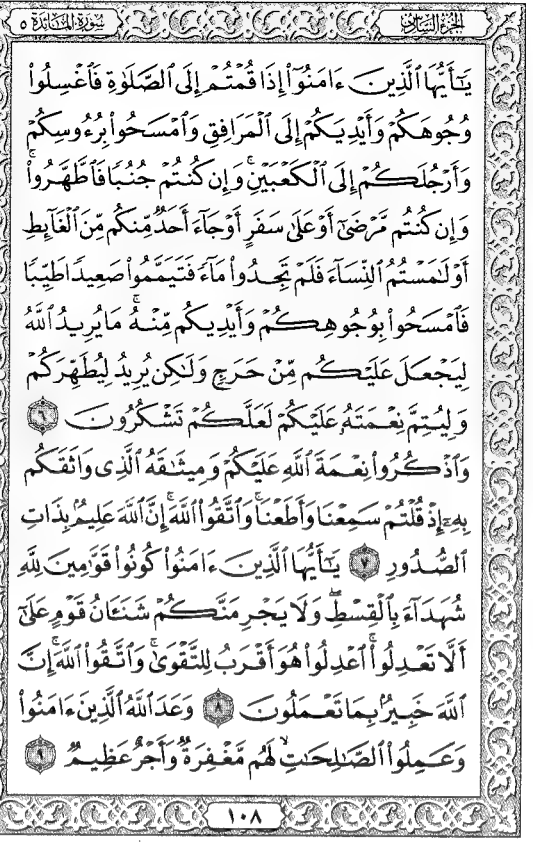 الجزء السادس سورة المائدة ٥
يَـٰٓأَيُّهَا ٱلَّذِينَ ءَامَنُوٓا۟ إِذَا قُمْتُمْ إِلَى ٱلصَّلَوٰةِ فَٱغْسِلُوا۟
وُجُوهَكُمْ وَأَيْدِيَكُمْ إِلَى ٱلْمَرَافِقِ وَٱمْسَحُوا۟ بِرُءُوسِكُمْ
وَأَرْجُلَكُمْ إِلَى ٱلْكَعْبَيْنِ ۚ وَإِن كُنتُمْ جُنُبًا فَٱطَّهَّرُوا۟ ۚ
وَإِن كُنتُم مَّرْضَىٰٓ أَوْ عَلَىٰ سَفَرٍ أَوْ جَآءَ أَحَدٌ مِّنكُم مِّنَ ٱلْغَآئِطِ
أَوْ لَـٰمَسْتُمُ ٱلنِّسَآءَ فَلَمْ تَجِدُوا۟ مَآءً فَتَيَمَّمُوا۟ صَعِيدًا طَيِّبًا
فَٱمْسَحُوا۟ بِوُجُوهِكُمْ وَأَيْدِيكُم مِّنْهُ ۚ مَا يُرِيدُ ٱللَّهُ
لِيَجْعَلَ عَلَيْكُم مِّنْ حَرَجٍ وَلَـٰكِن يُرِيدُ لِيُطَهِّرَكُمْ
وَلِيُتِمَّ نِعْمَتَهُۥ عَلَيْكُمْ لَعَلَّكُمْ تَشْكُرُونَ ٦
وَٱذْكُرُوا۟ نِعْمَةَ ٱللَّهِ عَلَيْكُمْ وَمِيثَـٰقَهُ ٱلَّذِى وَاثَقَكُم
بِهِۦٓ إِذْ قُلْتُمْ سَمِعْنَا وَأَطَعْنَا ۖ وَٱتَّقُوا۟ ٱللَّهَ ۚ إِنَّ ٱللَّهَ عَلِيمٌۢ بِذَاتِ
ٱلصُّدُورِ ٧ يَـٰٓأَيُّهَا ٱلَّذِينَ ءَامَنُوا۟ كُونُوا۟ قَوَّٰمِينَ لِلَّهِ
شُهَدَآءَ بِٱلْقِسْطِ ۖ وَلَا يَجْرِمَنَّكُمْ شَنَـَٔانُ قَوْمٍ عَلَىٰٓ
أَلَّا تَعْدِلُوا۟ ۚ ٱعْدِلُوا۟ هُوَ أَقْرَبُ لِلتَّقْوَىٰ ۖ وَٱتَّقُوا۟ ٱللَّهَ ۚ إِنَّ
ٱللَّهَ خَبِيرٌۢ بِمَا تَعْمَلُونَ ٨ وَعَدَ ٱللَّهُ ٱلَّذِينَ ءَامَنُوا۟
وَعَمِلُوا۟ ٱلصَّـٰلِحَـٰتِ ۙ لَهُم مَّغْفِرَةٌ وَأَجْرٌ عَظِيمٌ ٩
١٠٨